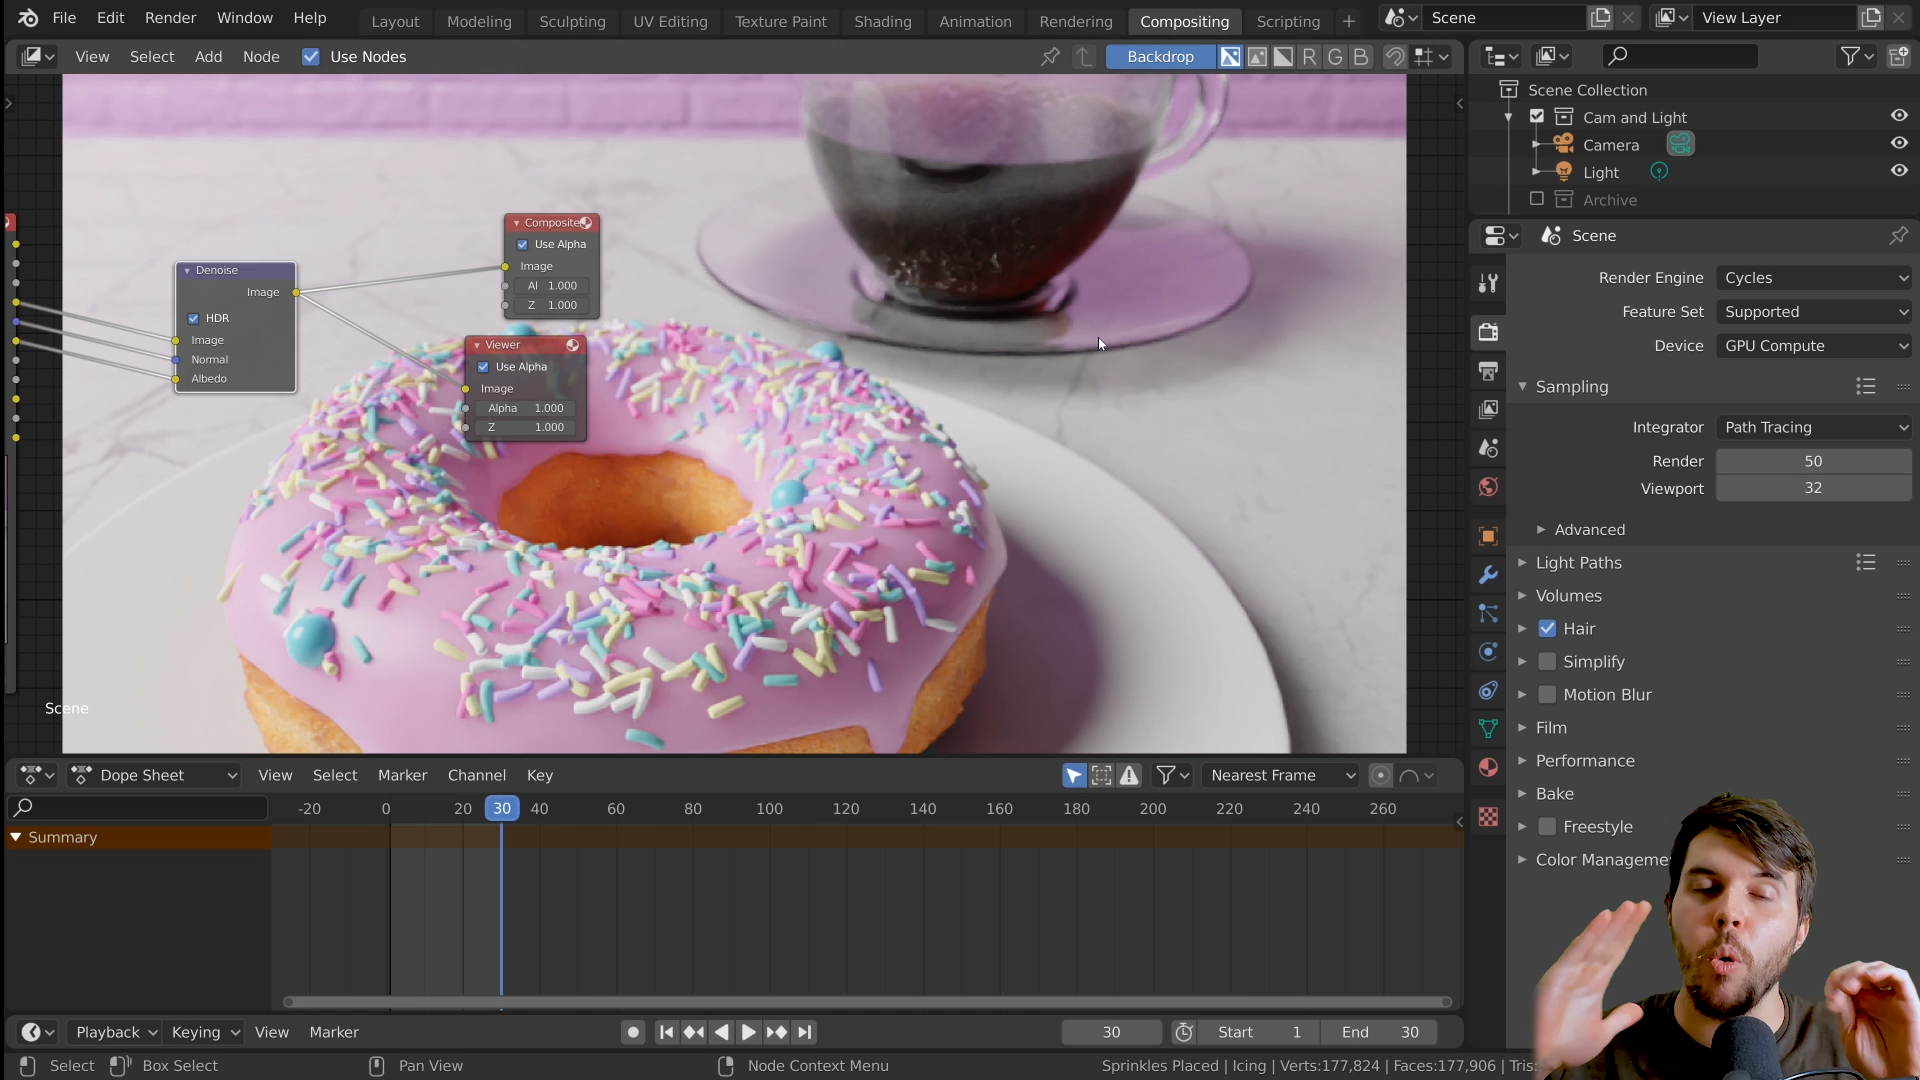 File Edit Render Window Help Layout Modeling Sculpting UV Editing Texture Paint Shading Animation Rendering Compositing Scripting + Scene View Layer
View Select Add Node Use Nodes Backdrop R G B
Scene Collection
Cam and Light
Camera
Light
Archive
Composite
Use Alpha
Image
Al 1.000
Z 1.000
Denoise
Image
HDR
Image
Normal
Albedo
Viewer
Use Alpha
Image
Alpha 1.000
Z 1.000
Scene
Scene
Render Engine Cycles
Feature Set Supported
Device GPU Compute
Sampling
Integrator Path Tracing
Render 50
Viewport 32
Advanced
Light Paths
Volumes
Hair
Simplify
Motion Blur
Film
Performance
Bake
Freestyle
Color Manageme
Dope Sheet View Select Marker Channel Key Nearest Frame
-20 0 20 30 40 60 80 100 120 140 160 180 200 220 240 260
Summary
Playback Keying View Marker 30 Start 1 End 30
Select Box Select Pan View Node Context Menu Sprinkles Placed | Icing | Verts:177,824 | Faces:177,906 | Tris: